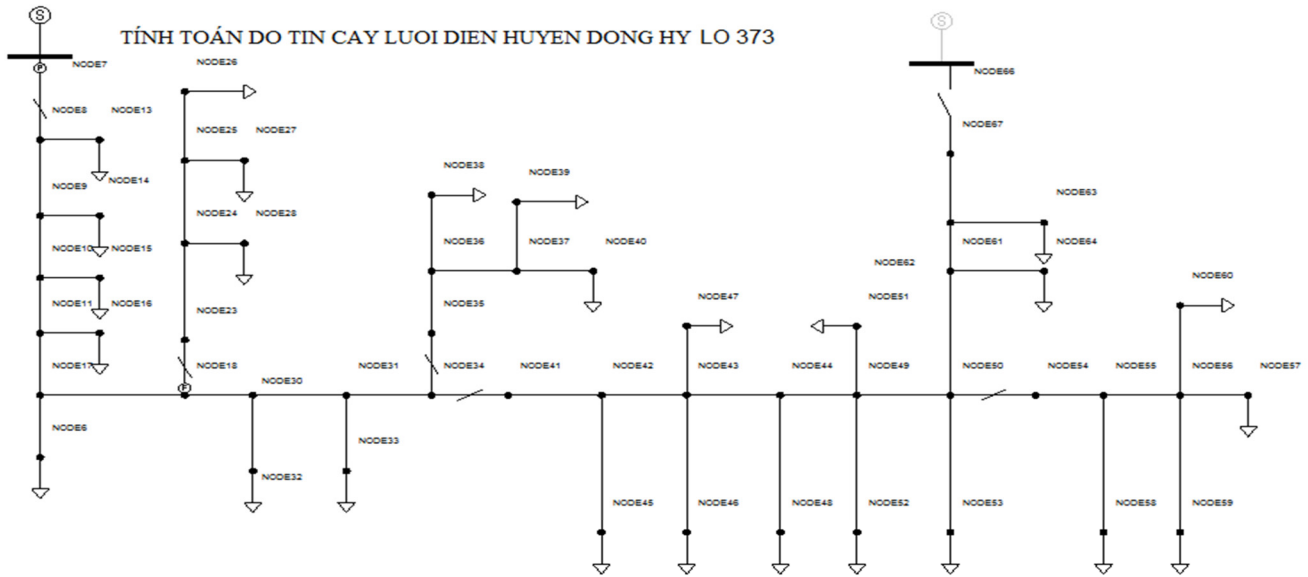 S
S
TÍNH TOÁN DO TIN CAY LUOI DIEN HUYEN DONG HY LO 373
NODE7
NODE26
NODE66
P
NODE8 NODE13
NODE25 NODE27
NODE67
NODE38
NODE39
NODE9
NODE14
NODE63
NODE24 NODE28
NODE10 NODE15
NODE36 NODE37 NODE40
NODE61 NODE64
NODE62
NODE60
NODE11 NODE16
NODE23
NODE35
NODE47
NODE51
NODE17
NODE18
P
NODE30
NODE31
NODE34 NODE41 NODE42 NODE43 NODE44 NODE49 NODE50 NODE54 NODE55 NODE56 NODE57
NODE6
NODE33
NODE32
NODE45 NODE46 NODE48 NODE52 NODE53 NODE58 NODE59